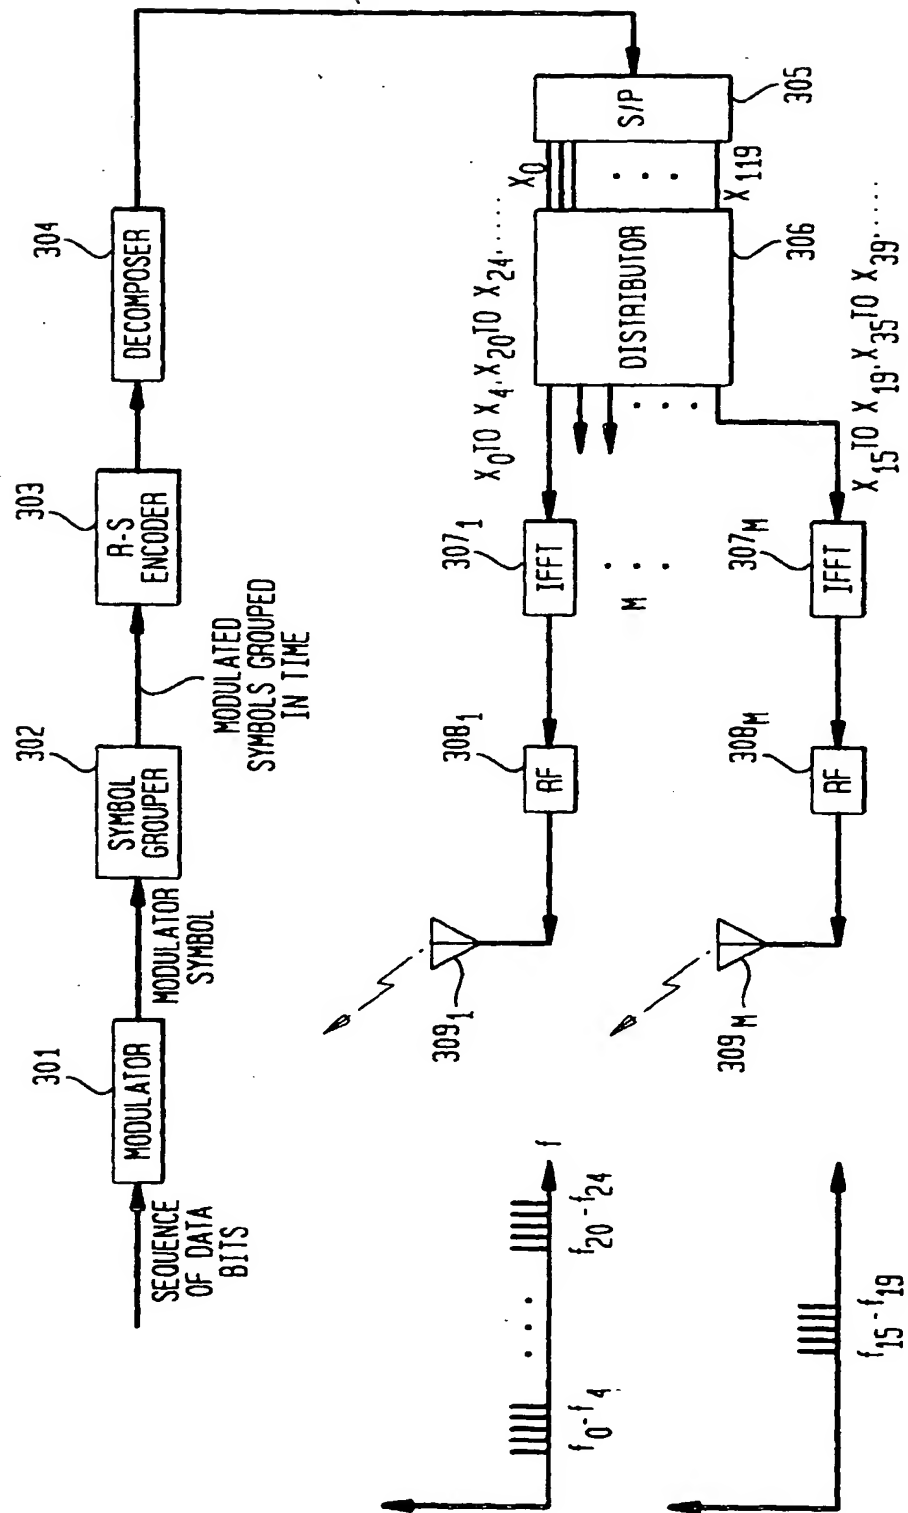 301
MODULATOR
SEQUENCE
OF DATA
BITS
MODULATOR
SYMBOL
302
SYMBOL
GROUPER
MODULATED
SYMBOLS GROUPED
IN TIME
303
R-S
ENCODER
304
DECOMPOSER
S/P
305
X0
. . .
X119
DISTRIBUTOR
306
X0 TO X4, X20 TO X24, .....
. . .
X15 TO X19, X35 TO X39, .....
IFFT
3071
. . .
M
IFFT
307M
RF
3081
RF
308M
3091
309M
f
f0-f4
. . .
f20-f24
f15-f19